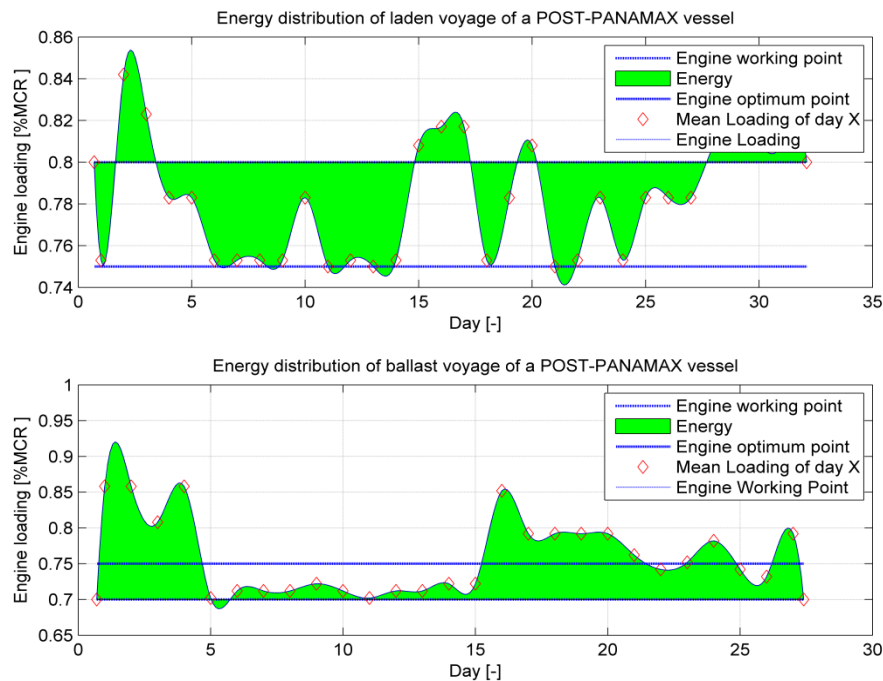 Energy distribution of laden voyage of a POST-PANAMAX vessel
Engine loading [%MCR ]
0.86
0.84
0.82
0.8
0.78
0.76
0.74
Engine working point
Energy
Engine optimum point
Mean Loading of day X
Engine Loading
0 5 10 15 20 25 30 35
Day [-]
Energy distribution of ballast voyage of a POST-PANAMAX vessel
Engine loading [%MCR ]
1
0.95
0.9
0.85
0.8
0.75
0.7
0.65
Engine working point
Energy
Engine optimum point
Mean Loading of day X
Engine Working Point
0 5 10 15 20 25 30
Day [-]